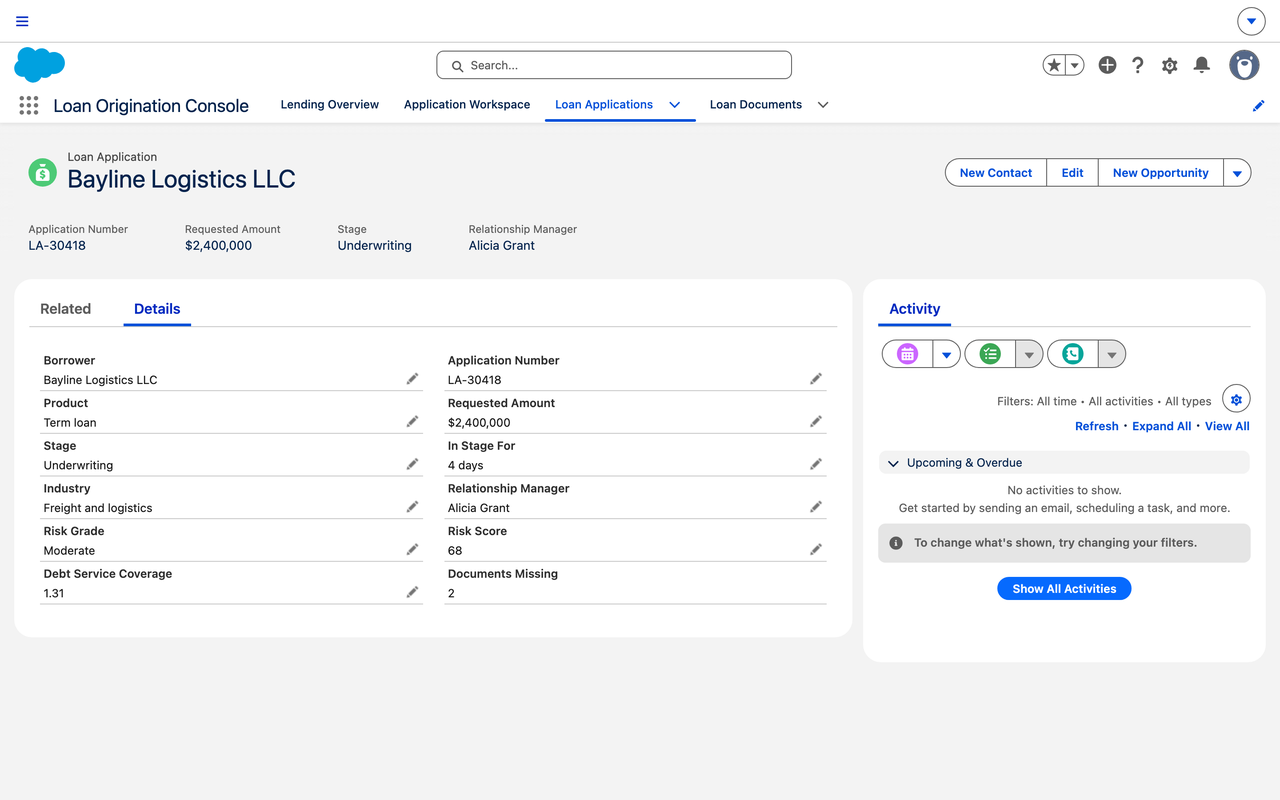 Search...
Loan Origination Console
Lending Overview
Application Workspace
Loan Applications
Loan Documents
Loan Application
Bayline Logistics LLC
New Contact
Edit
New Opportunity
Application Number
LA-30418
Requested Amount
$2,400,000
Stage
Underwriting
Relationship Manager
Alicia Grant
Related
Details
Borrower
Bayline Logistics LLC
Application Number
LA-30418
Product
Term loan
Requested Amount
$2,400,000
Stage
Underwriting
In Stage For
4 days
Industry
Freight and logistics
Relationship Manager
Alicia Grant
Risk Grade
Moderate
Risk Score
68
Debt Service Coverage
1.31
Documents Missing
2
Activity
Filters: All time • All activities • All types
Refresh • Expand All • View All
Upcoming & Overdue
No activities to show.
Get started by sending an email, scheduling a task, and more.
To change what's shown, try changing your filters.
Show All Activities